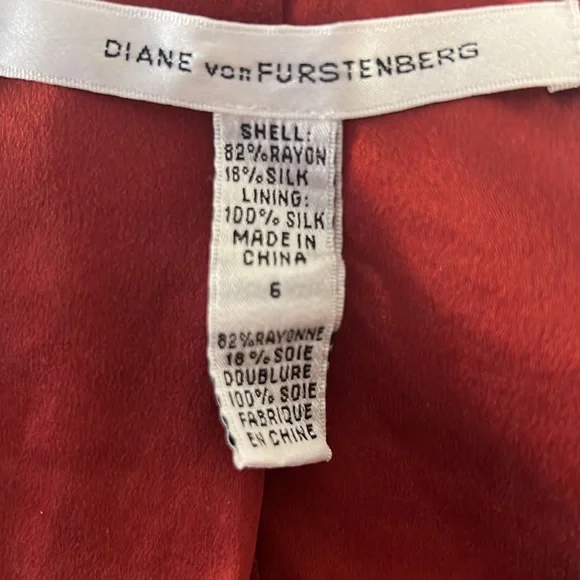 DIANE von FURSTENBERG
SHELL:
82%RAYON
18%SILK
LINING:
100% SILK
MADE IN
CHINA
6
82%RAYONNE
18% SOIE
DOUBLURE
100% SOIE
FABRIQUE
EN CHINE